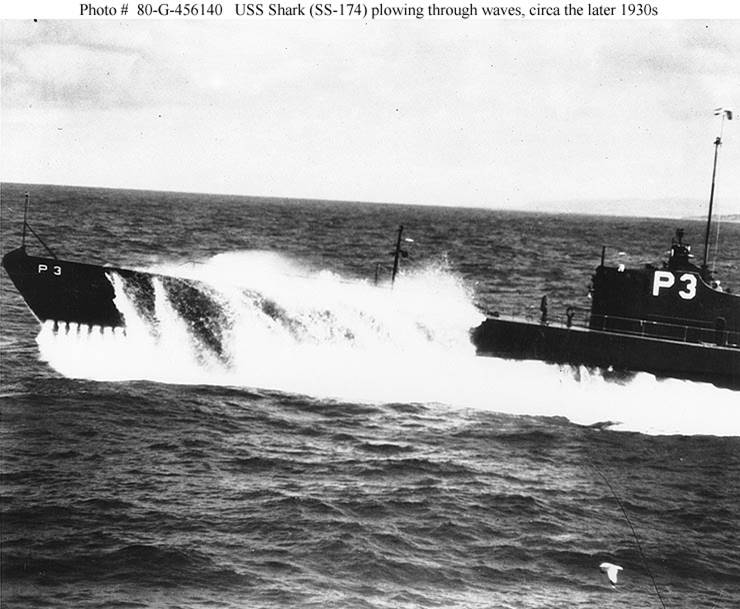 Photo # 80-G-456140 USS Shark (SS-174) plowing through waves, circa the later 1930s
P 3
P3